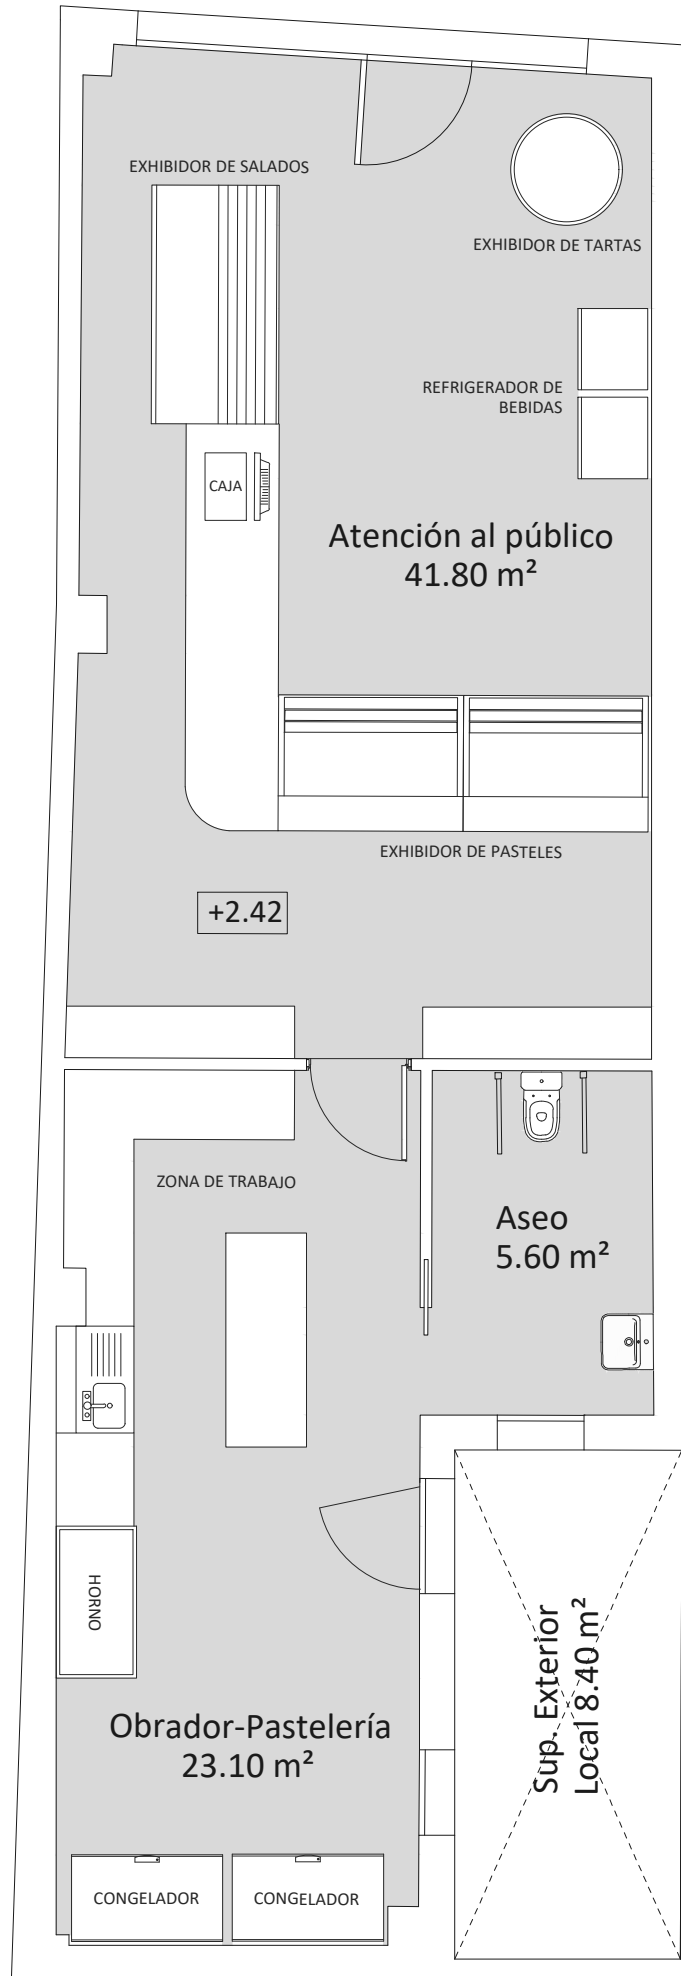 EXHIBIDOR DE SALADOS
EXHIBIDOR DE TARTAS
REFRIGERADOR DE
BEBIDAS
CAJA
Atención al público
41.80 m²
EXHIBIDOR DE PASTELES
+2.42
ZONA DE TRABAJO
Aseo
5.60 m²
HORNO
Sup. Exterior
Local 8.40 m²
Obrador-Pastelería
23.10 m²
CONGELADOR
CONGELADOR